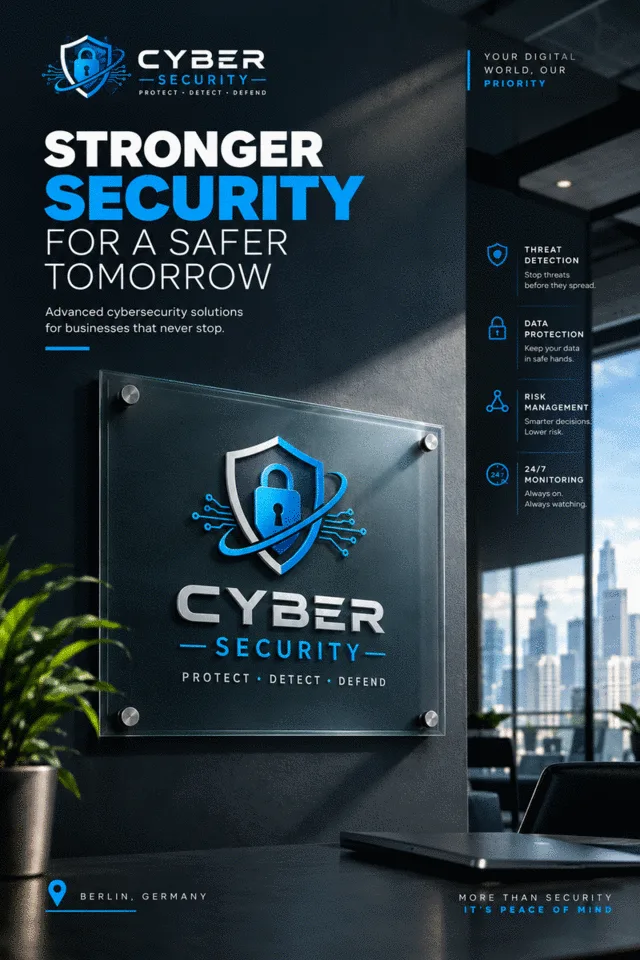 CYBER
SECURITY
PROTECT • DETECT • DEFEND
YOUR DIGITAL
WORLD, OUR
PRIORITY
STRONGER
SECURITY
FOR A SAFER
TOMORROW
Advanced cybersecurity solutions
for businesses that never stop.
THREAT
DETECTION
Stop threats
before they spread.
DATA
PROTECTION
Keep your data
in safe hands.
RISK
MANAGEMENT
Smarter decisions.
Lower risk.
24/7
24/7
MONITORING
Always on.
Always watching.
CYBER
SECURITY
PROTECT • DETECT • DEFEND
BERLIN, GERMANY
MORE THAN SECURITY
IT'S PEACE OF MIND